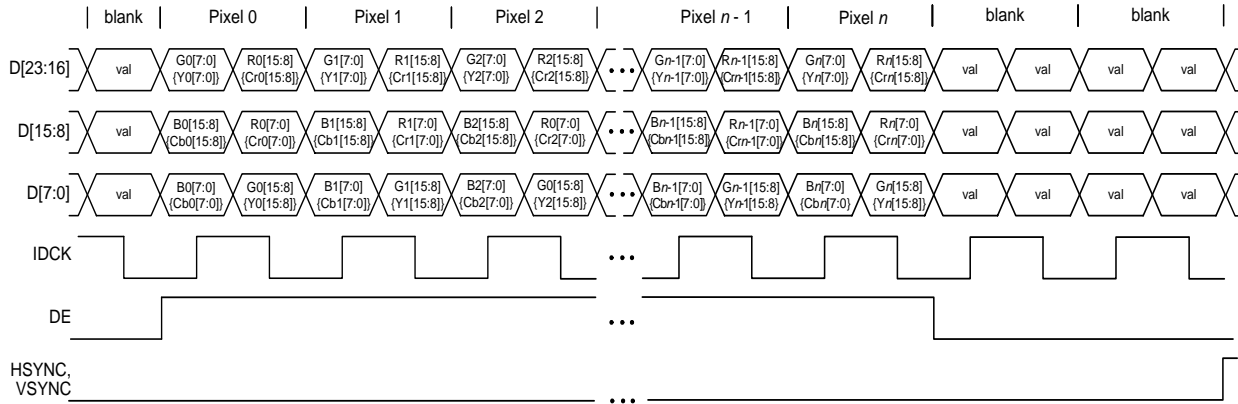 blank Pixel 0 Pixel 1 Pixel 2 Pixel n - 1 Pixel n blank blank
G0[7:0] R0[15:8] G1[7:0] R1[15:8] G2[7:0] R2[15:8] Gn-1[7:0] Rn-1[15:8] Gn[7:0] Rn[15:8]
D[23:16] val val val val val
{Y0[7:0]} {Cr0[15:8]} {Y1[7:0]} {Cr1[15:8]} {Y2[7:0]} {Cr2[15:8]} {Yn-1[7:0]} {Crn-1[15:8]} {Yn[7:0]} {Crn[15:8]}
B0[15:8] R0[7:0] B1[15:8] R1[7:0] B2[15:8] R0[7:0] Bn-1[15:8] Rn-1[7:0] Bn[15:8] Rn[7:0]
D[15:8] val val val val val
{Cb0[15:8]} {Cr0[7:0]} {Cb1[15:8]} {Cr1[7:0]} {Cb2[15:8]} {Cr2[7:0]} {Cbn-1[15:8]} {Crn-1[7:0]} {Cbn[15:8]} {Crn[7:0]}
B0[7:0] G0[15:8] B1[7:0] G1[15:8] B2[7:0] G0[15:8] Bn-1[7:0] Gn-1[15:8] Bn[7:0] Gn[15:8]
D[7:0] val val val val val
{Cb0[7:0]} {Y0[15:8]} {Cb1[7:0]} {Y1[15:8]} {Cb2[7:0]} {Y2[15:8]} {Cbn-1[7:0]} {Yn-1[15:8} {Cbn[7:0} {Yn[15:8]}
IDCK
DE
HSYNC,
VSYNC